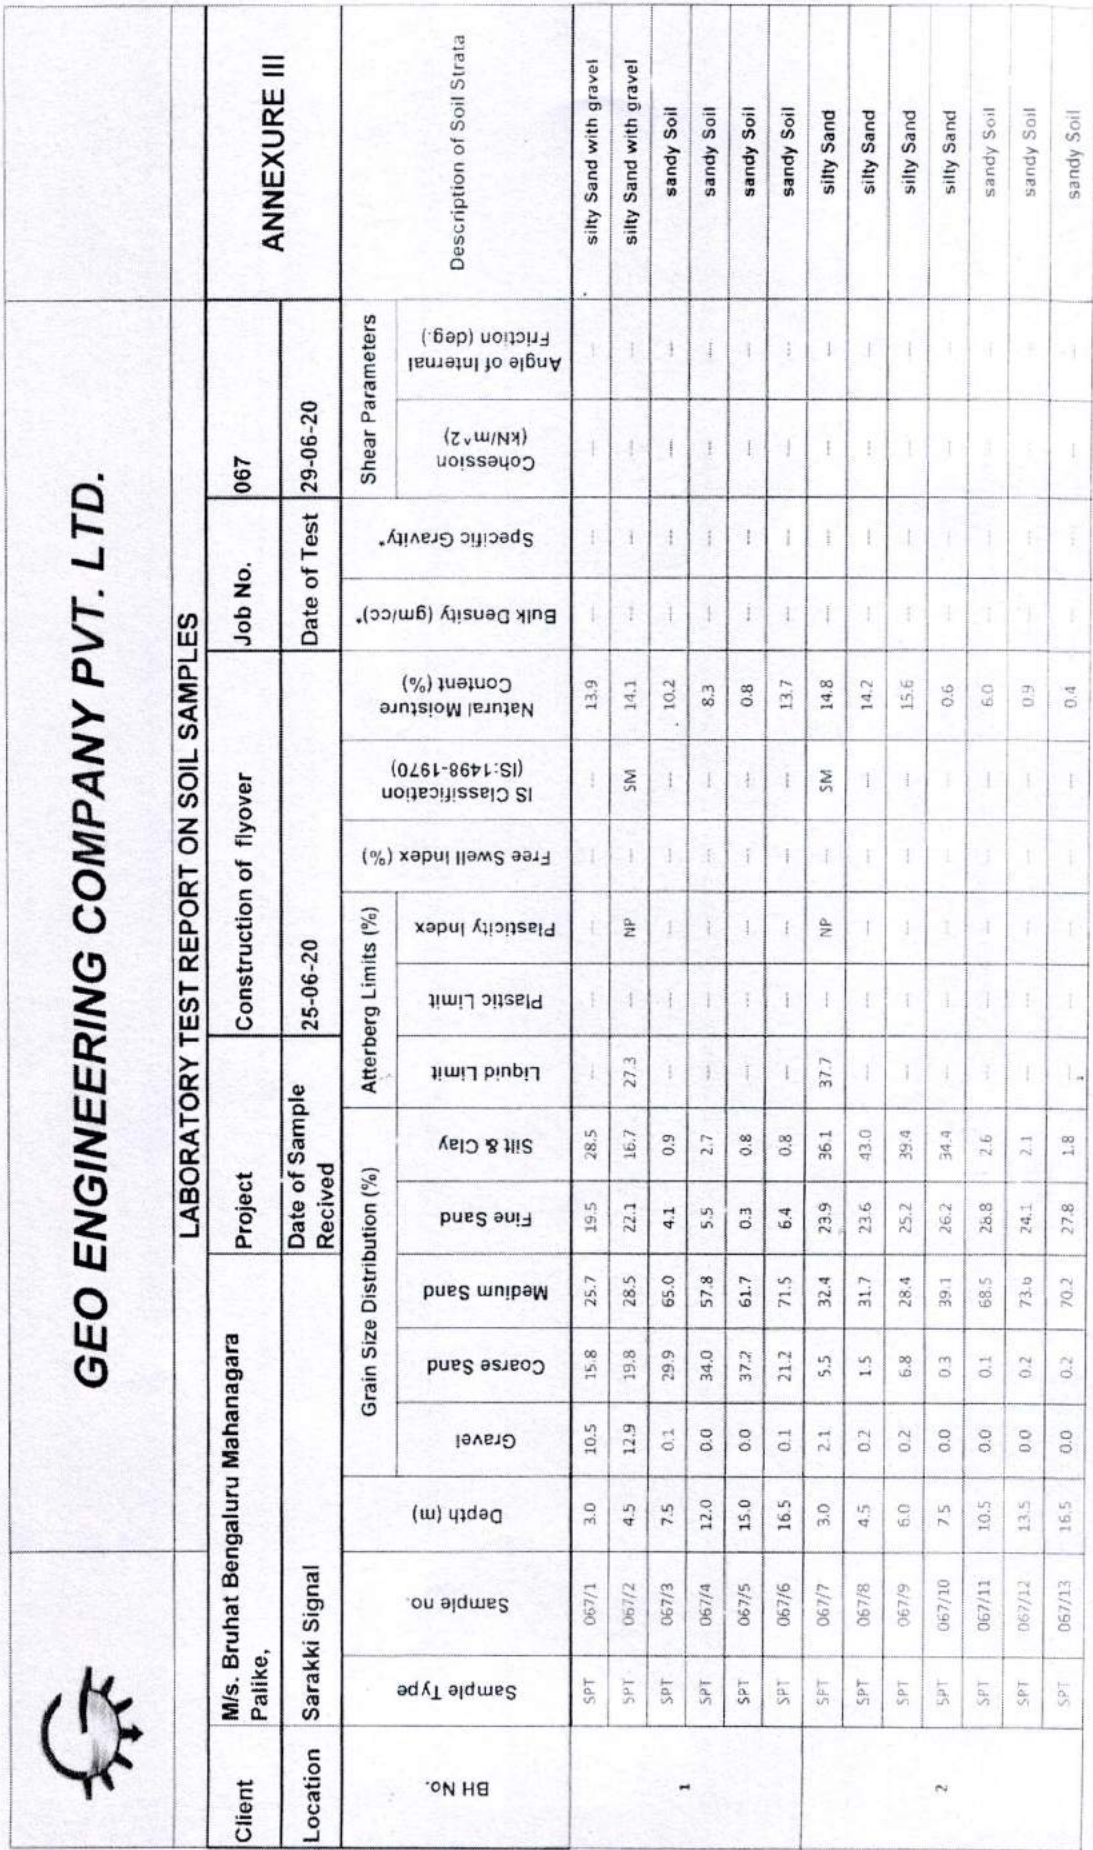 GEO ENGINEERING COMPANY PVT. LTD.
LABORATORY TEST REPORT ON SOIL SAMPLES
Client M/s. Bruhat Bengaluru Mahanagara Palike, Project Construction of flyover Job No. 067 ANNEXURE III
Location Sarakki Signal Date of Sample Recived 25-06-20 Date of Test 29-06-20
BH No. Sample Type Sample no. Depth (m) Grain Size Distribution (%) Atterberg Limits (%) Free Swell Index (%) IS Classification (IS:1498-1970) Natural Moisture Content (%) Bulk Density (gm/cc)* Specific Gravity* Shear Parameters Description of Soil Strata
Gravel Coarse Sand Medium Sand Fine Sand Silt & Clay Liquid Limit Plastic Limit Plasticity Index Cohession (kN/m^2) Angle of Internal Friction (deg.)
1
SPT 067/1 3.0 10.5 15.8 25.7 19.5 28.5 --- --- --- --- --- 13.9 --- --- --- --- silty Sand with gravel
SPT 067/2 4.5 12.9 19.8 28.5 22.1 16.7 27.3 --- NP --- SM 14.1 --- --- --- --- silty Sand with gravel
SPT 067/3 7.5 0.1 29.9 65.0 4.1 0.9 --- --- --- --- --- 10.2 --- --- --- --- sandy Soil
SPT 067/4 12.0 0.0 34.0 57.8 5.5 2.7 --- --- --- --- --- 8.3 --- --- --- --- sandy Soil
SPT 067/5 15.0 0.0 37.2 61.7 0.3 0.8 --- --- --- --- --- 0.8 --- --- --- --- sandy Soil
SPT 067/6 16.5 0.1 21.2 71.5 6.4 0.8 --- --- --- --- --- 13.7 --- --- --- --- sandy Soil
2
SPT 067/7 3.0 2.1 5.5 32.4 23.9 36.1 37.7 --- NP --- SM 14.8 --- --- --- --- silty Sand
SPT 067/8 4.5 0.2 1.5 31.7 23.6 43.0 --- --- --- --- --- 14.2 --- --- --- --- silty Sand
SPT 067/9 6.0 0.2 6.8 28.4 25.2 39.4 --- --- --- --- --- 15.6 --- --- --- --- silty Sand
SPT 067/10 7.5 0.0 0.3 39.1 26.2 34.4 --- --- --- --- --- 0.6 --- --- --- --- silty Sand
SPT 067/11 10.5 0.0 0.1 68.5 28.8 2.6 --- --- --- --- --- 6.0 --- --- --- --- sandy Soil
SPT 067/12 13.5 0.0 0.2 73.6 24.1 2.1 --- --- --- --- --- 0.9 --- --- --- --- sandy Soil
SPT 067/13 16.5 0.0 0.2 70.2 27.8 1.8 --- --- --- --- --- 0.4 --- --- --- --- sandy Soil